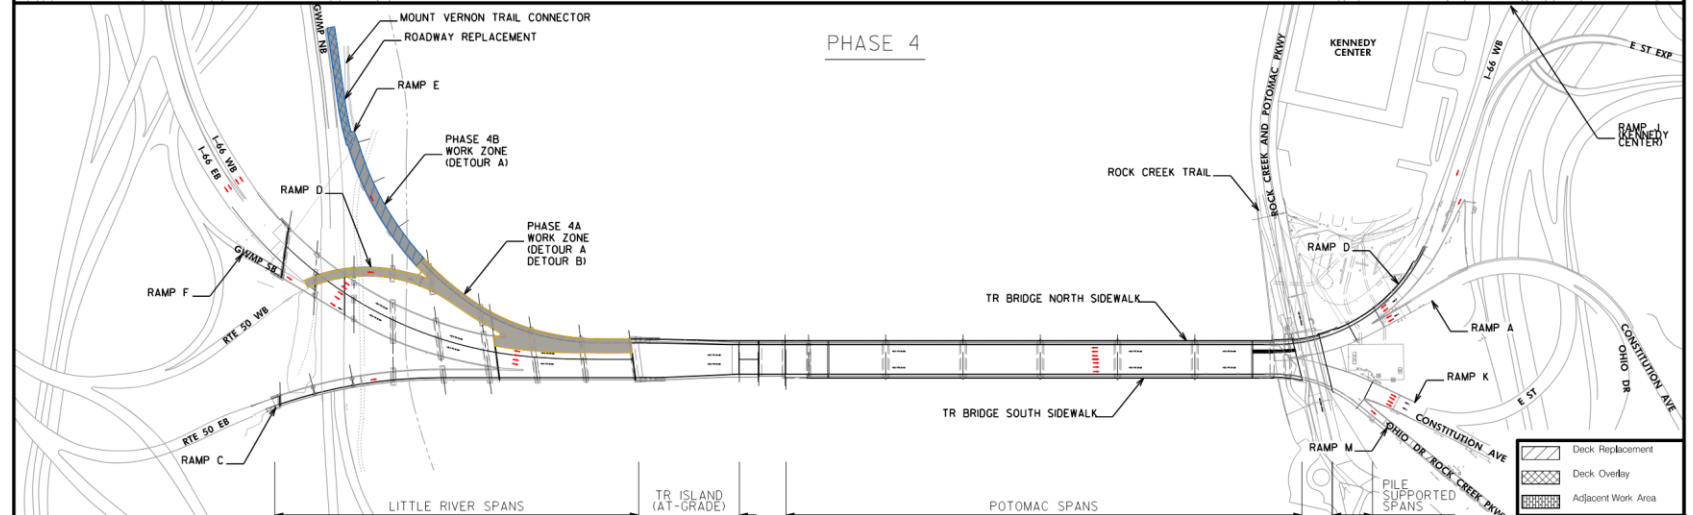 PHASE 4
MOUNT VERNON TRAIL CONNECTOR
ROADWAY REPLACEMENT
GWMP NB
RAMP E
PHASE 4B
WORK ZONE
(DETOUR A)
I-66 WB
I-66 EB
RAMP D
PHASE 4A
WORK ZONE
(DETOUR A
DETOUR B)
GWMP SB
RAMP F
RTE 50 WB
RTE 50 EB
RAMP C
LITTLE RIVER SPANS
TR ISLAND
(AT-GRADE)
TR BRIDGE NORTH SIDEWALK
TR BRIDGE SOUTH SIDEWALK
POTOMAC SPANS
ROCK CREEK TRAIL
ROCK CREEK AND POTOMAC PKWY
KENNEDY
CENTER
I-66 WB
E ST EXP
RAMP J
(KENNEDY
CENTER)
RAMP D
RAMP A
CONSTITUTION AVE
OHIO DR
RAMP K
E ST
CONSTITUTION AVE
RAMP M
OHIO DR/ROCK CREEK PKWY
PILE
SUPPORTED
SPANS
Deck Replacement
Deck Overlay
Adjacent Work Area